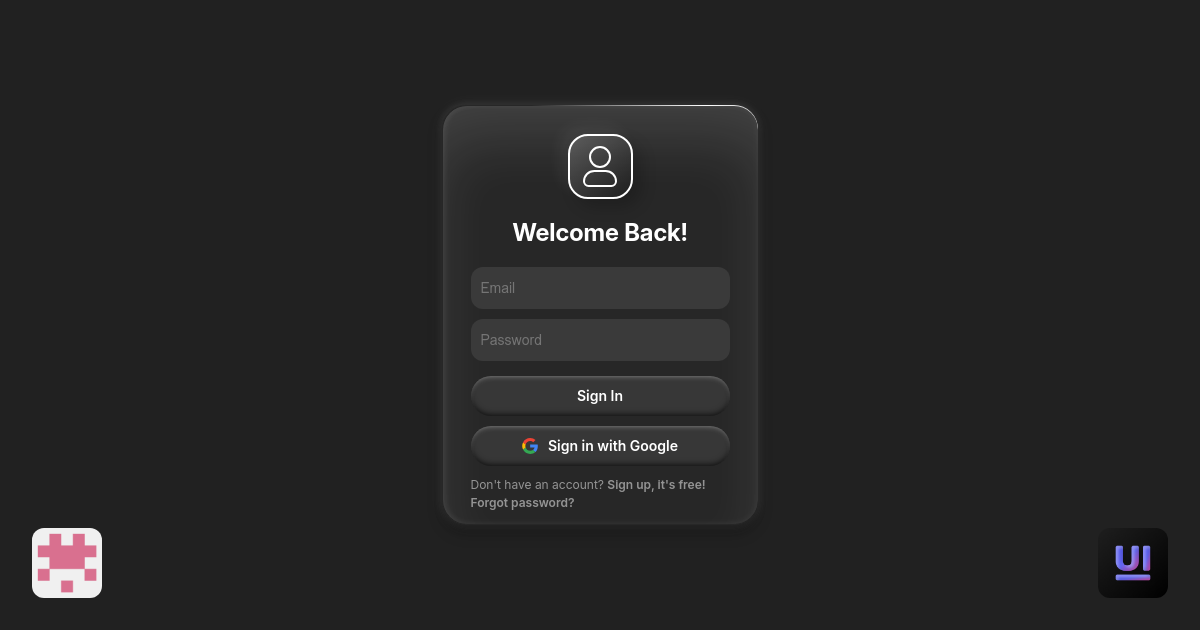 Welcome Back!
Email
Password
Sign In
Sign in with Google
Don't have an account? Sign up, it's free!
Forgot password?
UI